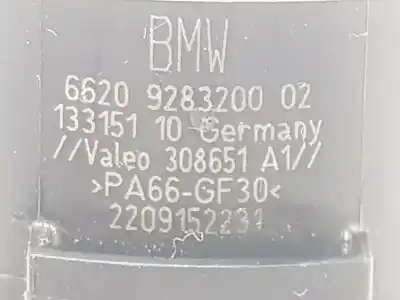 BMW
6620 9283200 02
133151 10 Germany
//Valeo 308651 A1//
>PA66-GF30<
2209152231